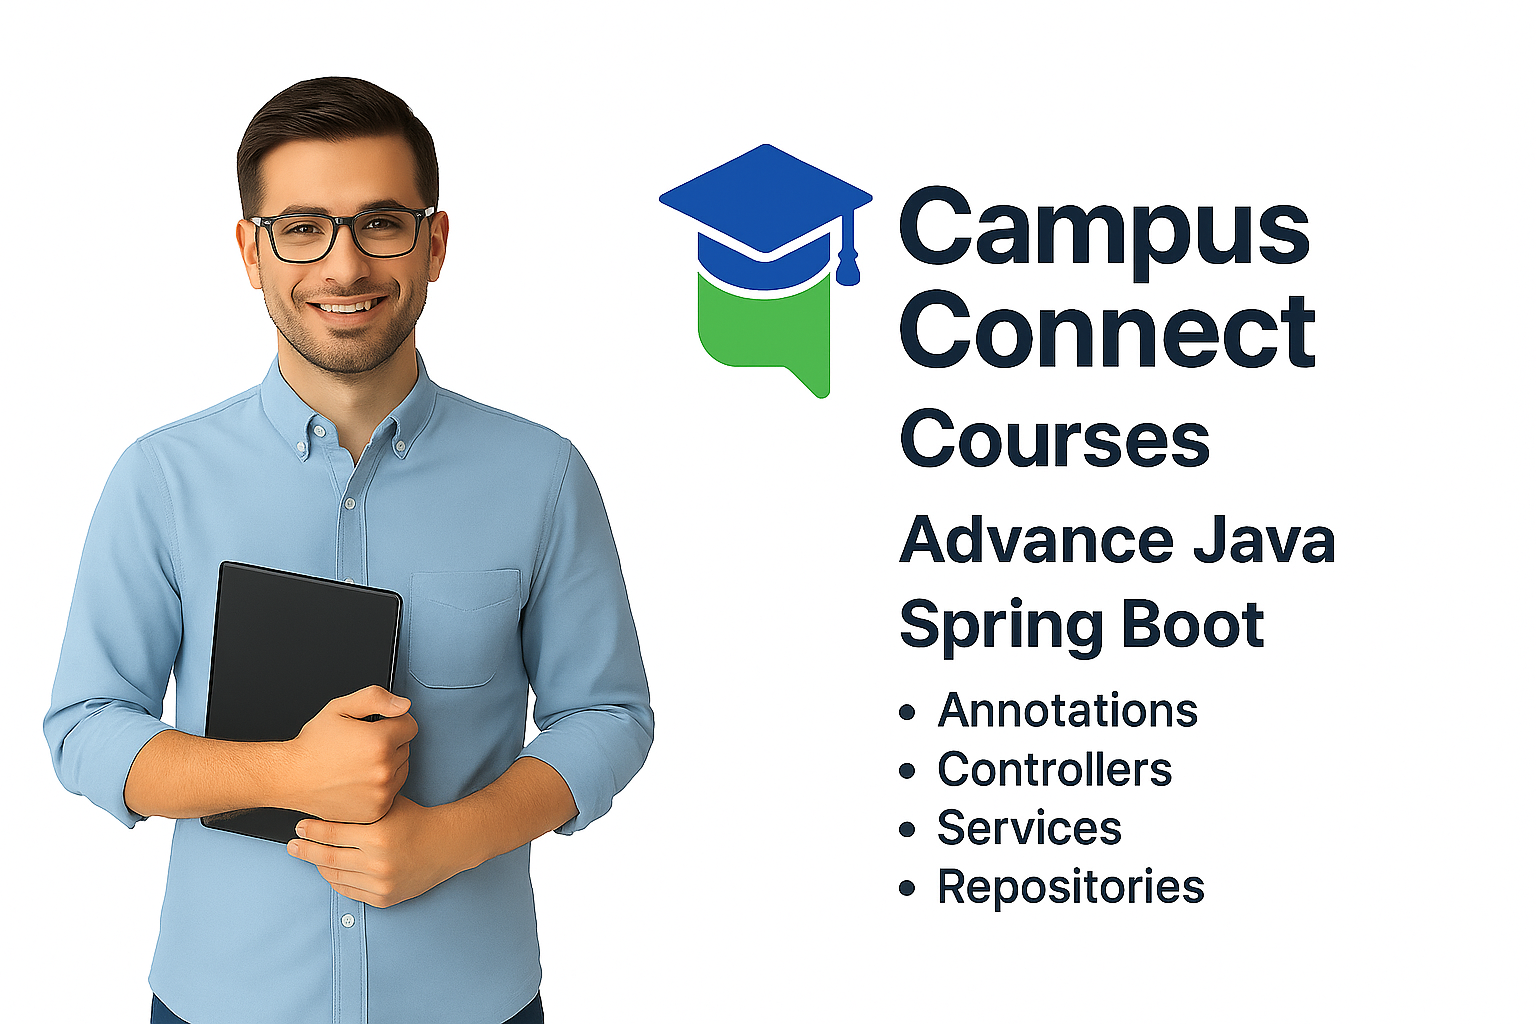 Campus
Connect
Courses
Advance Java
Spring Boot
• Annotations
• Controllers
• Services
• Repositories